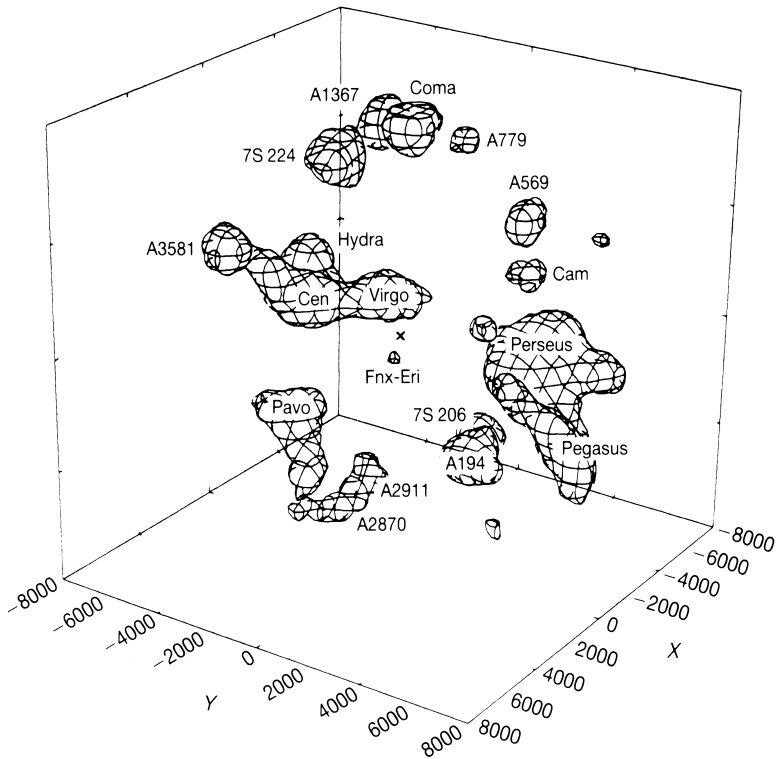 Coma
A1367
A779
7S 224
A569
Hydra
A3581
Cam
Cen
Virgo
Perseus
Fnx-Eri
Pavo
7S 206
Pegasus
A194
A2911
A2870
−8000
−6000
−4000
−2000
0
2000
4000
6000
8000
Y
−8000
−6000
−4000
−2000
0
2000
4000
6000
8000
X